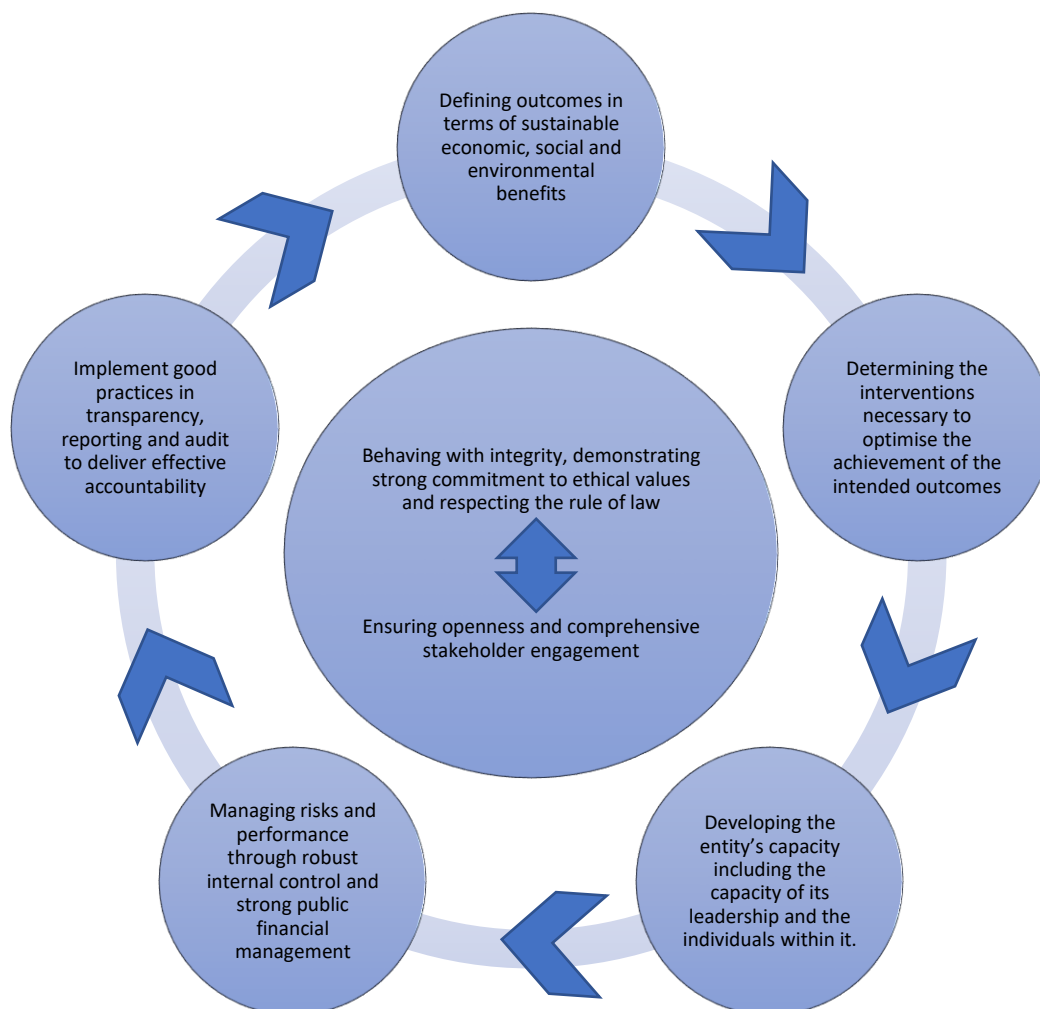 Defining outcomes in
terms of sustainable
economic, social and
environmental
benefits
Determining the
interventions
necessary to
optimise the
achievement of the
intended outcomes
Developing the
entity’s capacity
including the
capacity of its
leadership and the
individuals within it.
Managing risks and
performance
through robust
internal control and
strong public
financial
management
Implement good
practices in
transparency,
reporting and audit
to deliver effective
accountability
Behaving with integrity, demonstrating
strong commitment to ethical values
and respecting the rule of law
Ensuring openness and comprehensive
stakeholder engagement